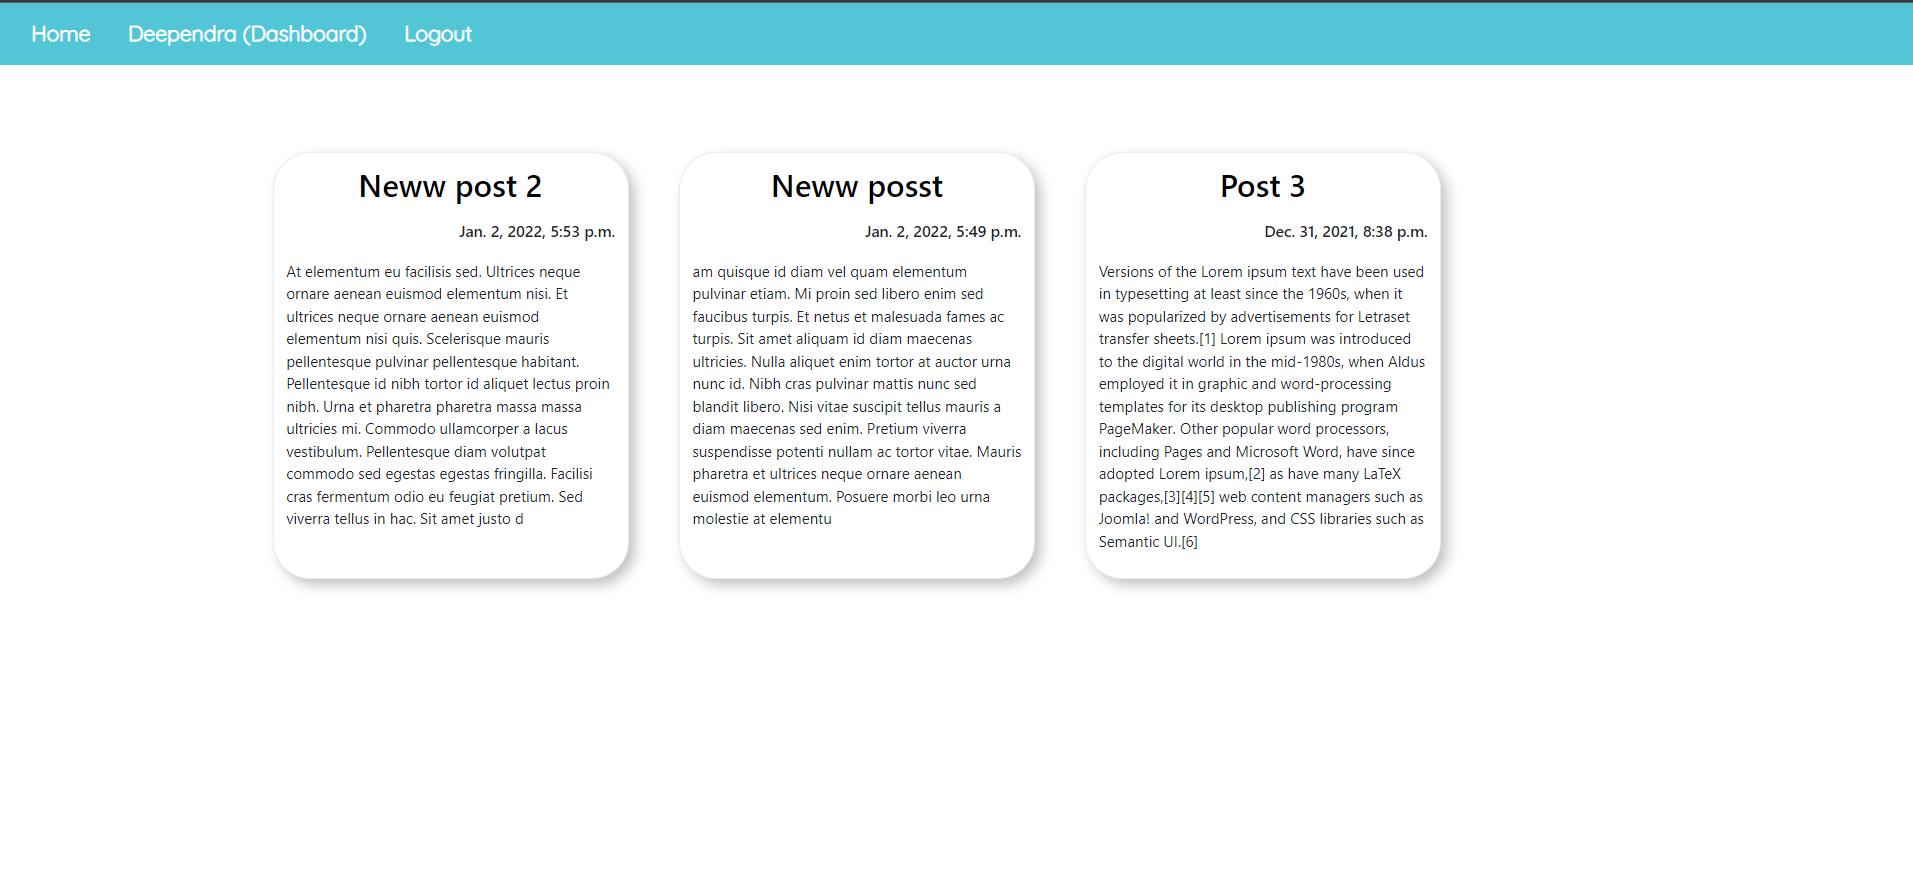 Home Deependra (Dashboard) Logout
Neww post 2
Jan. 2, 2022, 5:53 p.m.
At elementum eu facilisis sed. Ultrices neque
ornare aenean euismod elementum nisi. Et
ultrices neque ornare aenean euismod
elementum nisi quis. Scelerisque mauris
pellentesque pulvinar pellentesque habitant.
Pellentesque id nibh tortor id aliquet lectus proin
nibh. Urna et pharetra pharetra massa massa
ultricies mi. Commodo ullamcorper a lacus
vestibulum. Pellentesque diam volutpat
commodo sed egestas egestas fringilla. Facilisi
cras fermentum odio eu feugiat pretium. Sed
viverra tellus in hac. Sit amet justo d
Neww posst
Jan. 2, 2022, 5:49 p.m.
am quisque id diam vel quam elementum
pulvinar etiam. Mi proin sed libero enim sed
faucibus turpis. Et netus et malesuada fames ac
turpis. Sit amet aliquam id diam maecenas
ultricies. Nulla aliquet enim tortor at auctor urna
nunc id. Nibh cras pulvinar mattis nunc sed
blandit libero. Nisi vitae suscipit tellus mauris a
diam maecenas sed enim. Pretium viverra
suspendisse potenti nullam ac tortor vitae. Mauris
pharetra et ultrices neque ornare aenean
euismod elementum. Posuere morbi leo urna
molestie at elementu
Post 3
Dec. 31, 2021, 8:38 p.m.
Versions of the Lorem ipsum text have been used
in typesetting at least since the 1960s, when it
was popularized by advertisements for Letraset
transfer sheets.[1] Lorem ipsum was introduced
to the digital world in the mid-1980s, when Aldus
employed it in graphic and word-processing
templates for its desktop publishing program
PageMaker. Other popular word processors,
including Pages and Microsoft Word, have since
adopted Lorem ipsum,[2] as have many LaTeX
packages,[3][4][5] web content managers such as
Joomla! and WordPress, and CSS libraries such as
Semantic UI.[6]